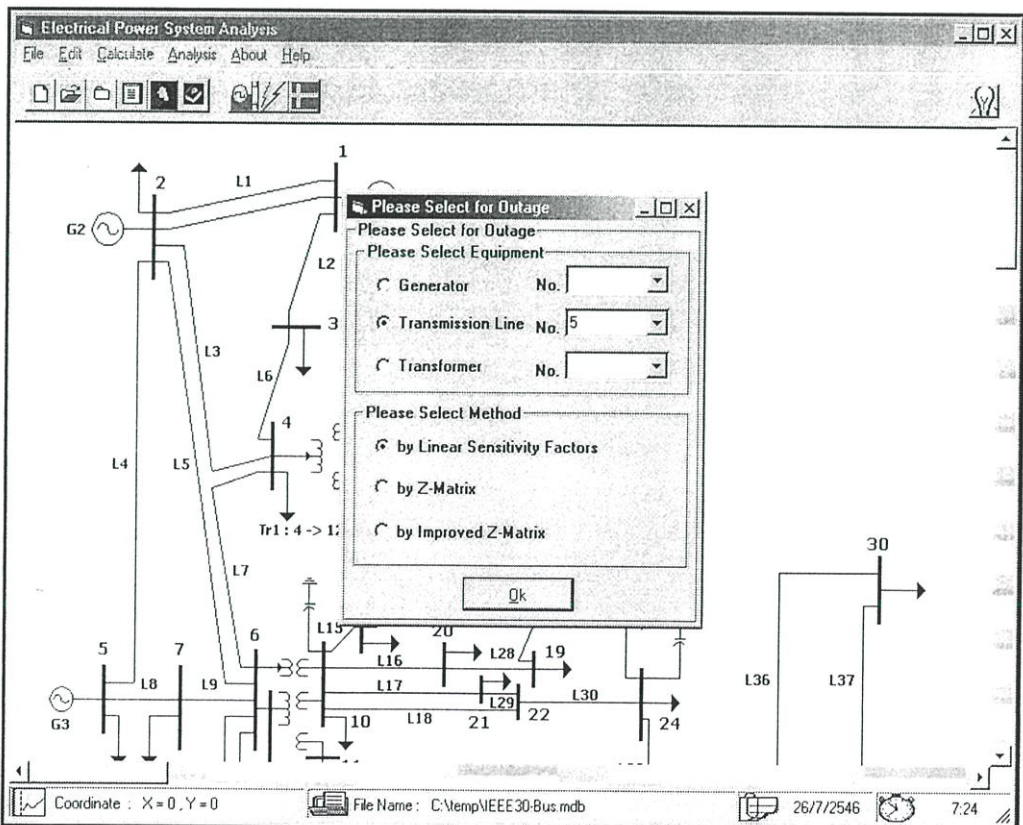 Electrical Power System Analysis
File Edit Calculate Analysis About Help
1
2
L1
G2
L2
3
L3
L6
4
L4
L5
Tr1 : 4 -> 12
L7
Please Select for Outage
Please Select for Outage
Please Select Equipment
Generator No.
Transmission Line No. 5
Transformer No.
Please Select Method
by Linear Sensitivity Factors
by Z-Matrix
by Improved Z-Matrix
Ok
30
L36
L37
5
7
6
L15
20
19
L8
L9
L16
L28
L17
L29
L30
G3
L18
10
21
22
24
Coordinate : X = 0 , Y = 0
File Name : C:\temp\IEEE30-Bus.mdb
26/7/2546
7:24